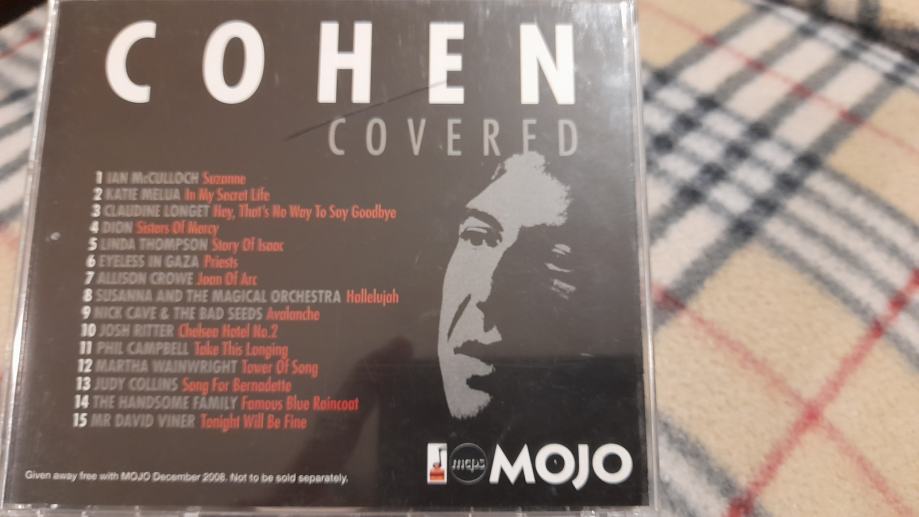 COHEN
COVERED
1 IAN McCULLOCH Suzanne
2 KATIE MELUA In My Secret Life
3 CLAUDINE LONGET Hey, That's No Way To Say Goodbye
4 DION Sisters Of Mercy
5 LINDA THOMPSON Story Of Isaac
6 EYELESS IN GAZA Priests
7 ALLISON CROWE Joan Of Arc
8 SUSANNA AND THE MAGICAL ORCHESTRA Hallelujah
9 NICK CAVE & THE BAD SEEDS Avalanche
10 JOSH RITTER Chelsea Hotel No.2
11 PHIL CAMPBELL Take This Longing
12 MARTHA WAINWRIGHT Tower Of Song
13 JUDY COLLINS Song For Bernadette
14 THE HANDSOME FAMILY Famous Blue Raincoat
15 MR DAVID VINER Tonight Will Be Fine
mcps MOJO
Given away free with MOJO December 2008. Not to be sold separately.